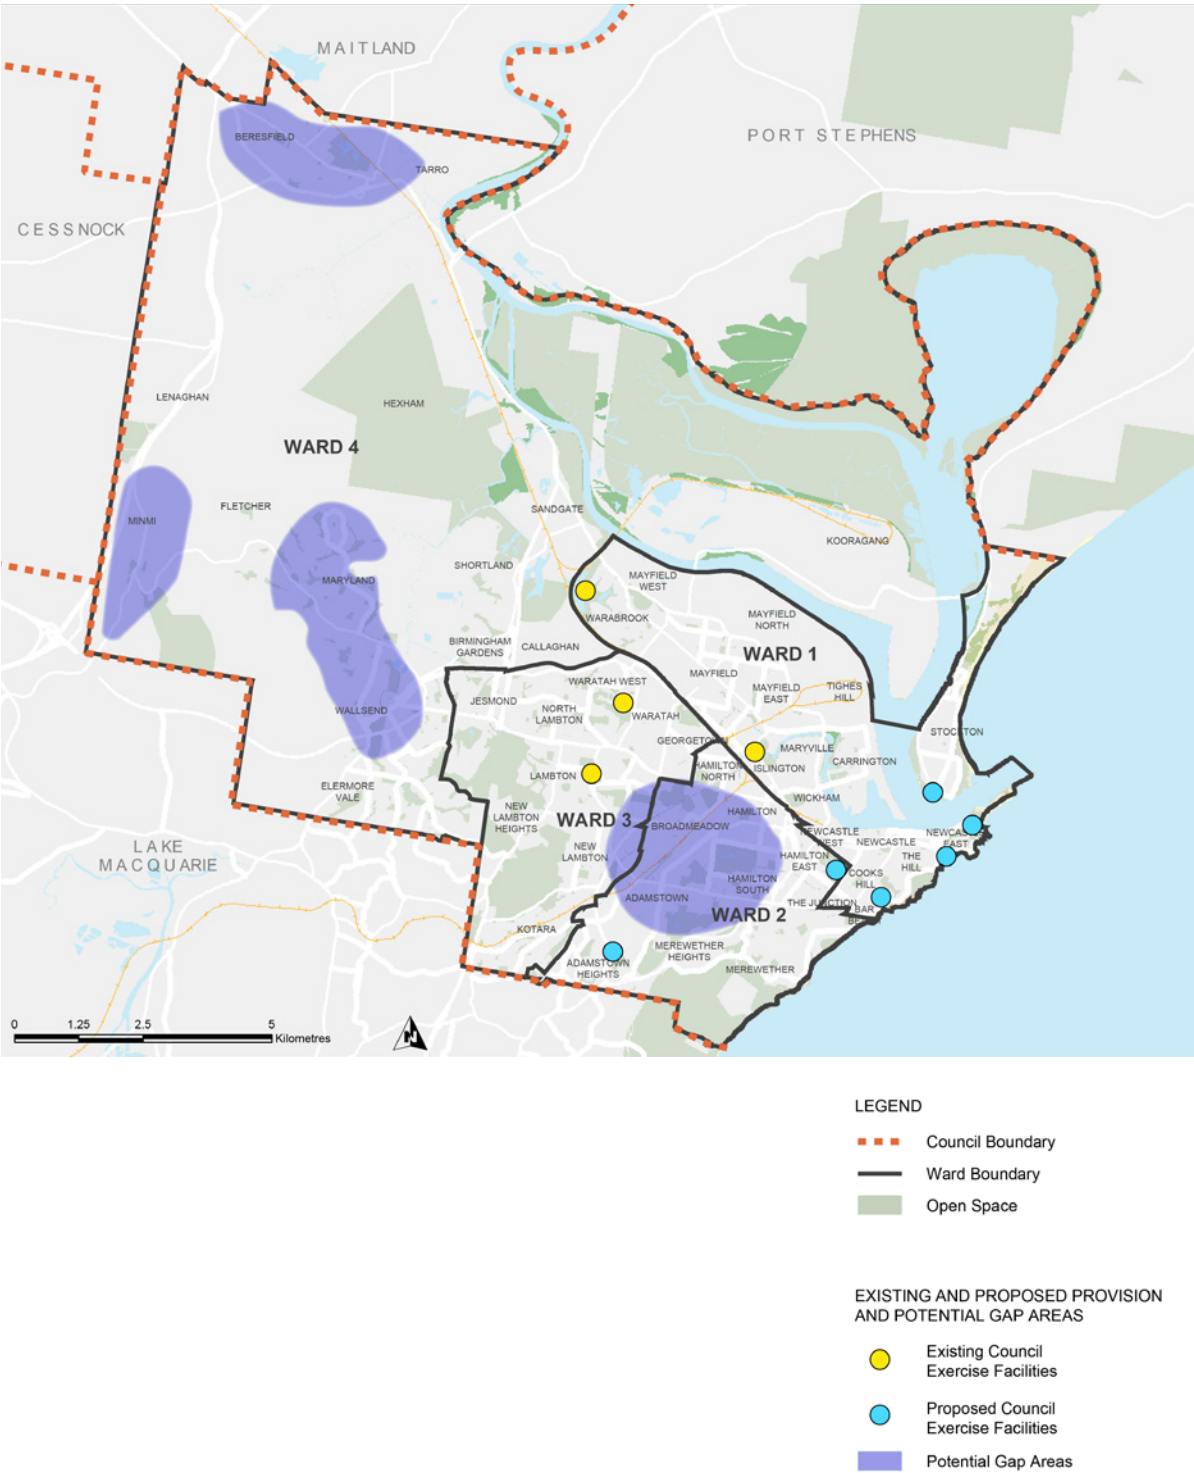 MAITLAND
PORT STEPHENS
BERESFIELD
TARRO
CESSNOCK
LENAGHAN
HEXHAM
WARD 4
FLETCHER
SANDGATE
MINMI
KOORAGANG
SHORTLAND
MAYFIELD
WEST
MARYLAND
WARABROOK
MAYFIELD
NORTH
BIRMINGHAM
GARDENS
CALLAGHAN
WARD 1
MAYFIELD
WARATAH WEST
MAYFIELD
EAST
TIGHES
HILL
JESMOND
NORTH
LAMBTON
WALLSEND
WARATAH
STOCKTON
GEORGETOWN
MARYVILLE
HAMILTON
NORTH
ISLINGTON
CARRINGTON
LAMBTON
ELERMORE
VALE
WICKHAM
NEW
LAMBTON
HEIGHTS
HAMILTON
WARD 3
BROADMEADOW
NEWCASTLE
WEST
NEWCASTLE
NEWCASTLE
EAST
LAKE
MACQUARIE
NEW
LAMBTON
HAMILTON
EAST
THE
HILL
COOKS
HILL
HAMILTON
SOUTH
ADAMSTOWN
THE JUNCTION
BAR
WARD 2
KOTARA
MEREWETHER
HEIGHTS
ADAMSTOWN
HEIGHTS
MEREWETHER
0 1.25 2.5 5
Kilometres
N
LEGEND
Council Boundary
Ward Boundary
Open Space
EXISTING AND PROPOSED PROVISION
AND POTENTIAL GAP AREAS
Existing Council
Exercise Facilities
Proposed Council
Exercise Facilities
Potential Gap Areas